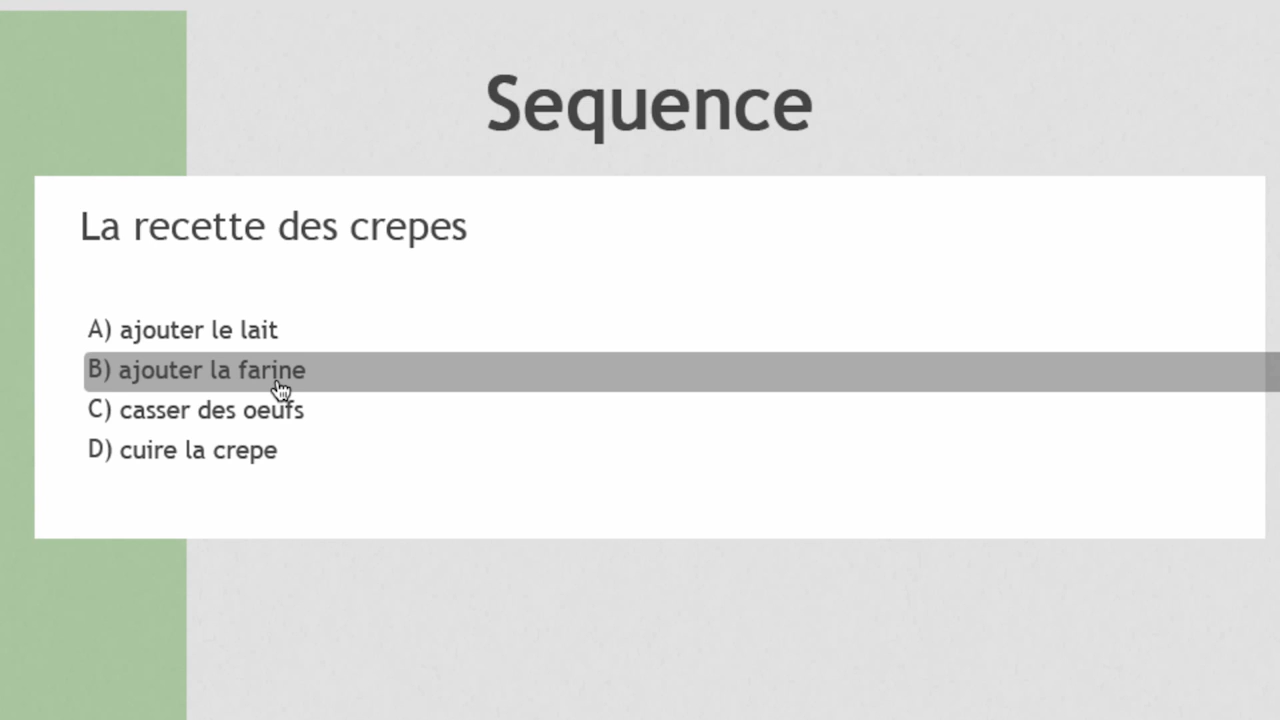 Sequence
La recette des crepes
A) ajouter le lait
B) ajouter la farine
C) casser des oeufs
D) cuire la crepe